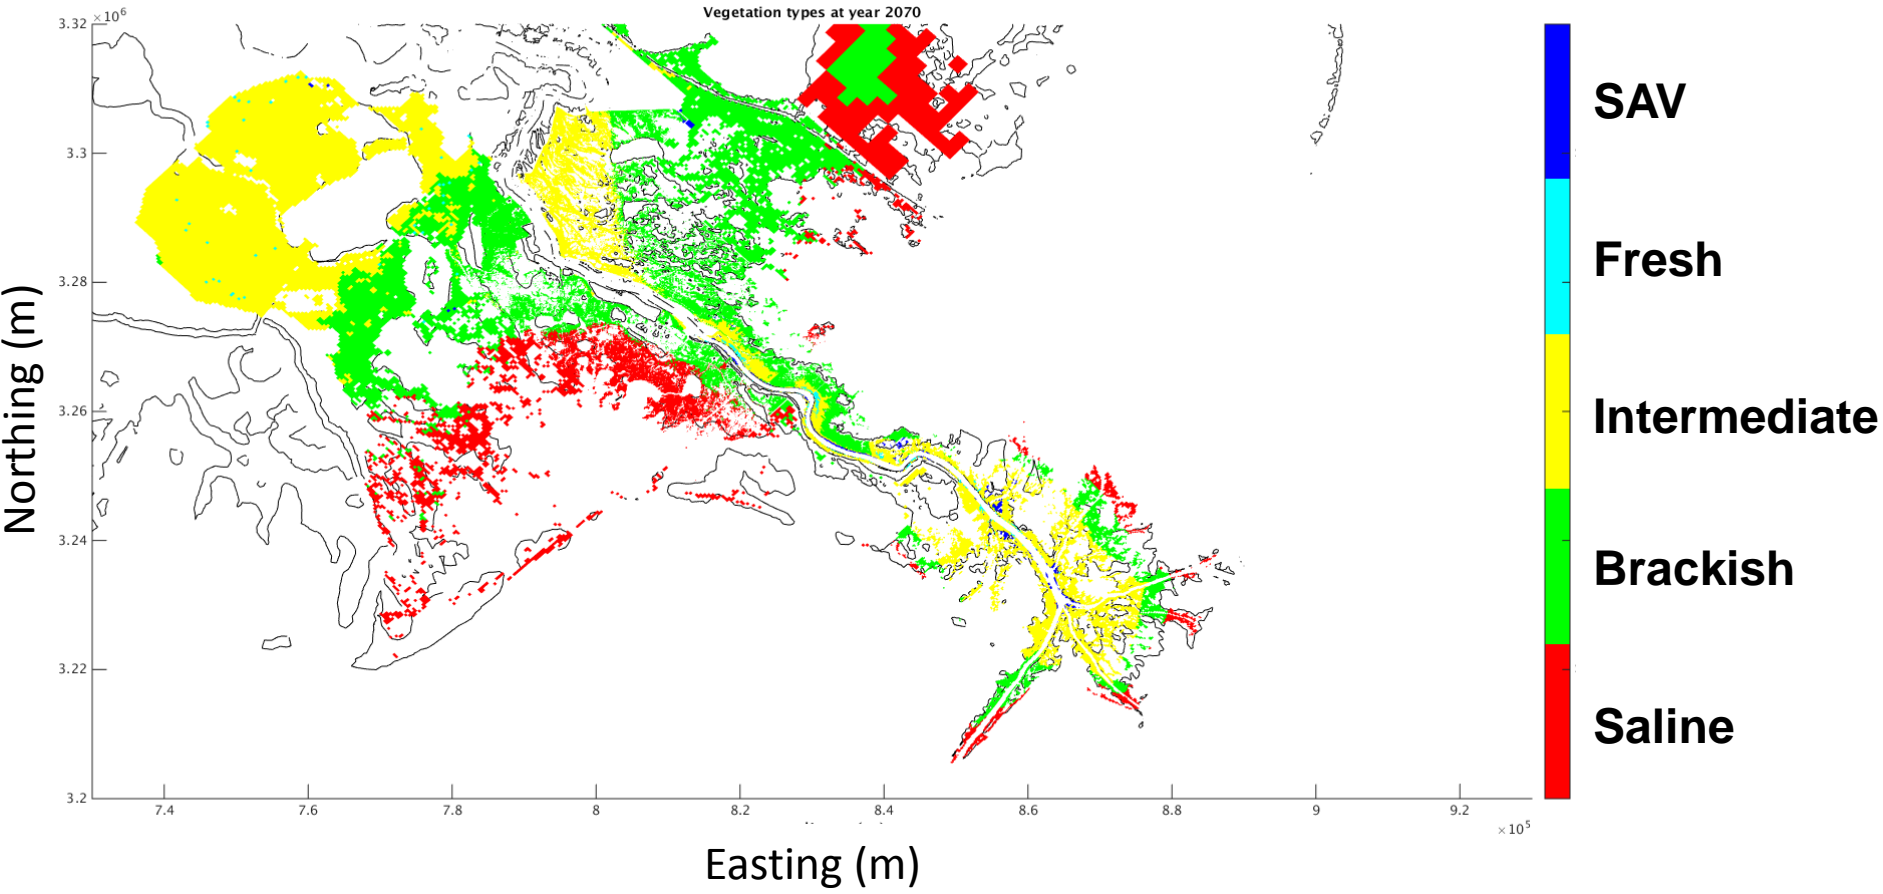 Vegetation types at year 2070
3.32 ×10⁶
3.3
3.28
3.26
3.24
3.22
3.2
Northing (m)
7.4 7.6 7.8 8 8.2 8.4 8.6 8.8 9 9.2
×10⁵
Easting (m)
SAV
Fresh
Intermediate
Brackish
Saline